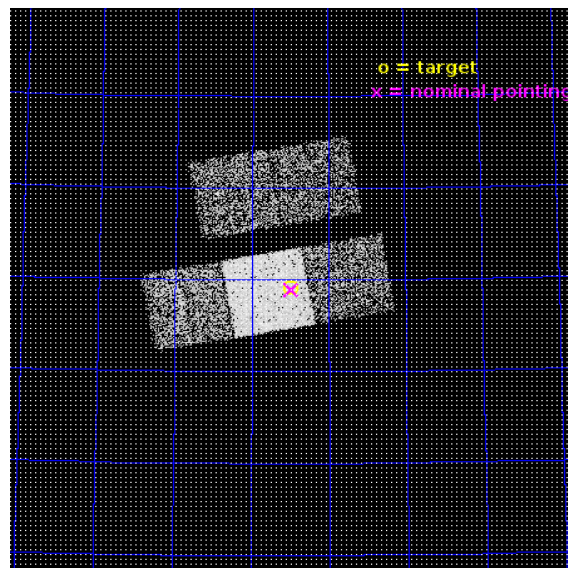 o = target
x = nominal pointing